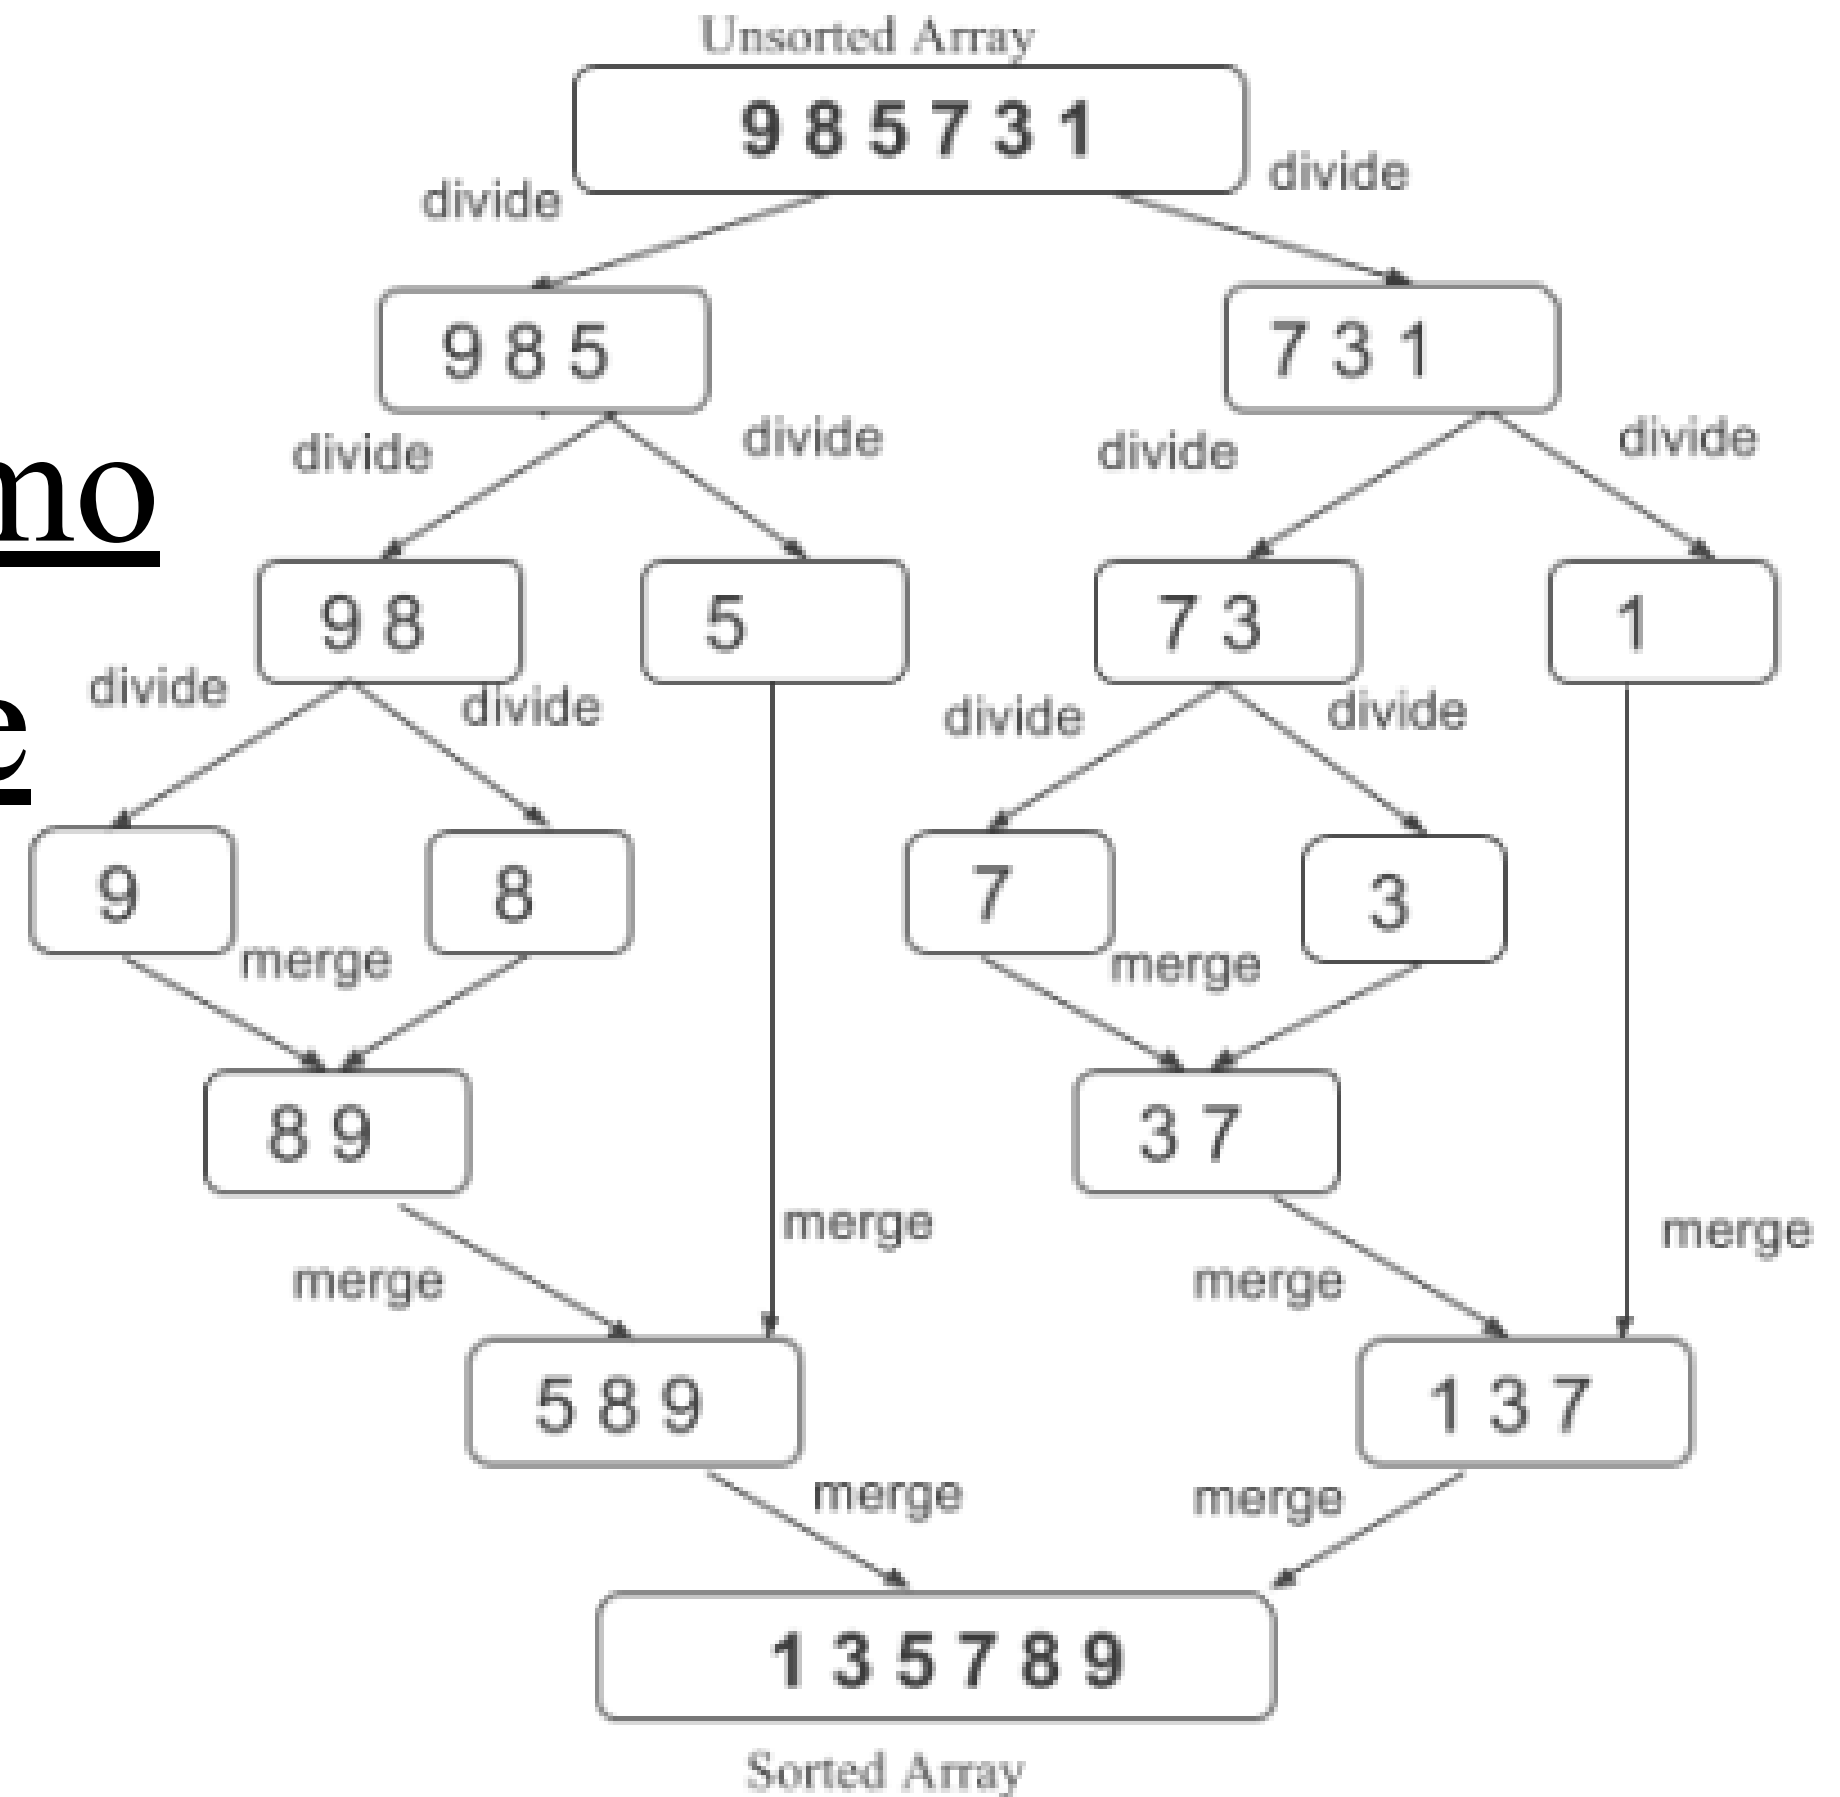 Unsorted Array
9 8 5 7 3 1
divide
divide
9 8 5
7 3 1
divide
divide
divide
divide
mo
9 8
5
7 3
1
divide
divide
divide
divide
e
9
8
7
3
merge
merge
8 9
3 7
merge
merge
merge
merge
5 8 9
1 3 7
merge
merge
1 3 5 7 8 9
Sorted Array